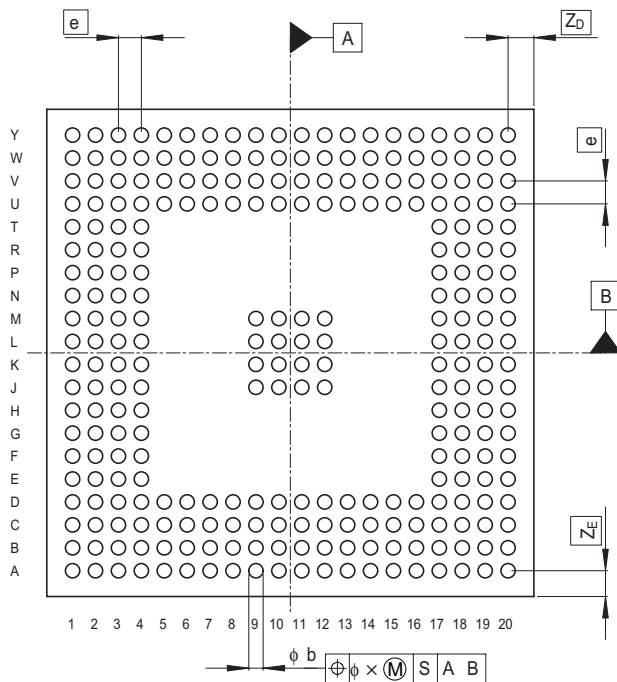 e
A
ZD
Y
W
V
U
T
R
P
N
M
L
K
J
H
G
F
E
D
C
B
A
e
B
ZE
1 2 3 4 5 6 7 8 9 10 11 12 13 14 15 16 17 18 19 20
ϕ b
⌖ ϕ × Ⓜ S A B